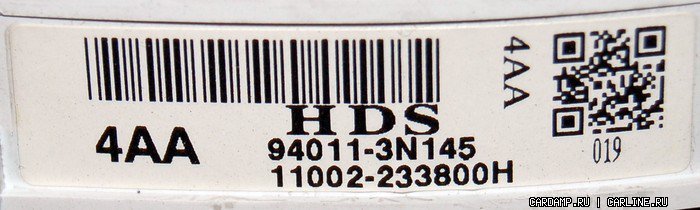 HDS
4AA
94011-3N145
11002-233800H
4AA
019
CARDAMP.RU | CARLINE.RU